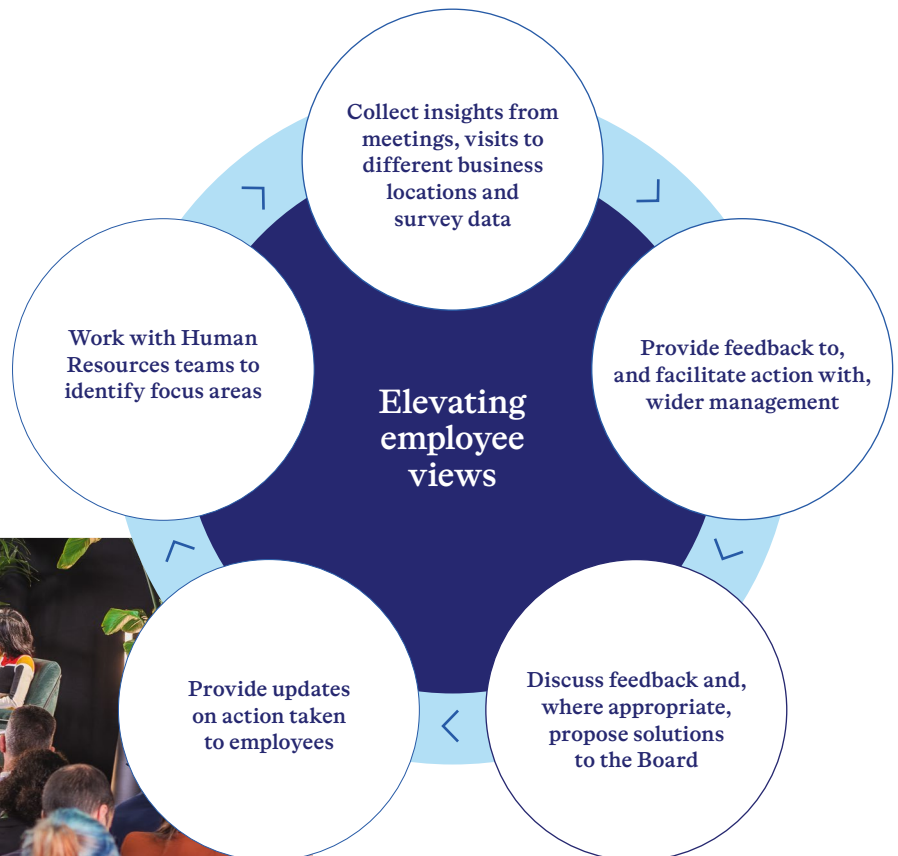 Collect insights from
meetings, visits to
different business
locations and
survey data
Work with Human
Resources teams to
identify focus areas
Provide feedback to,
and facilitate action with,
wider management
Elevating
employee
views
Provide updates
on action taken
to employees
Discuss feedback and,
where appropriate,
propose solutions
to the Board